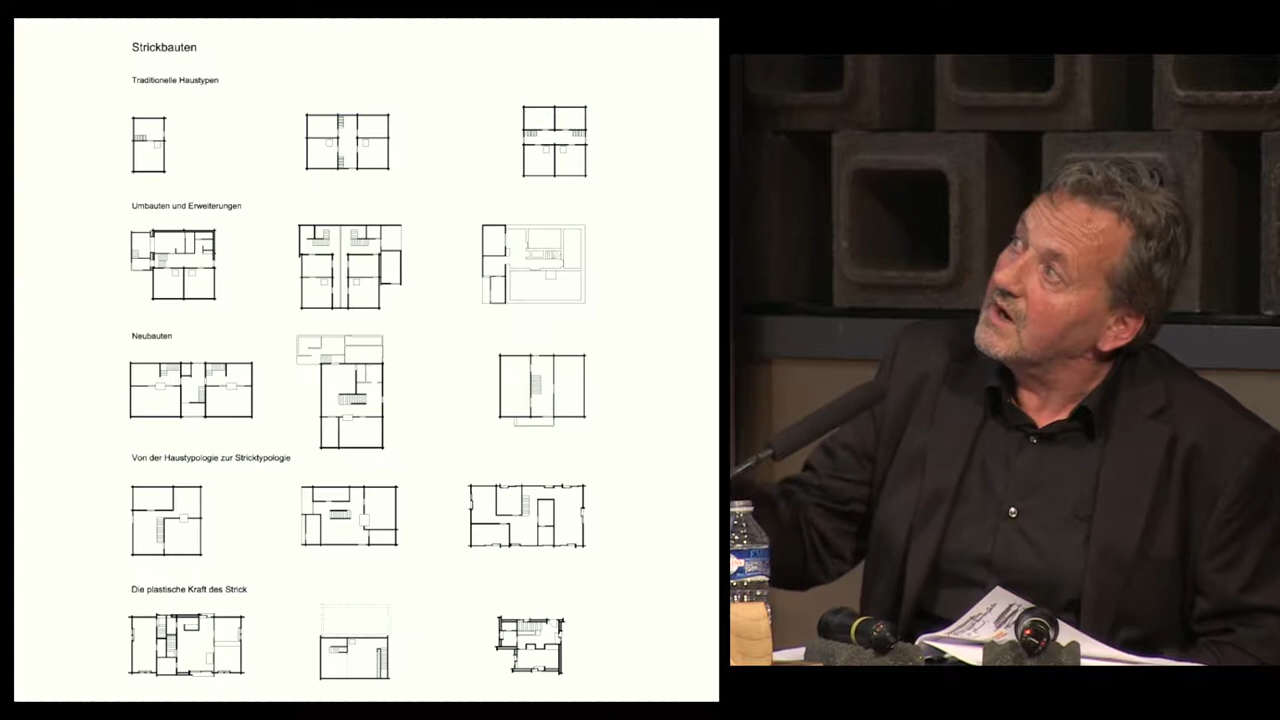 Strickbauten
Traditionelle Haustypen
Umbauten und Erweiterungen
Neubauten
Von der Haustypologie zur Stricktypologie
Die plastische Kraft des Strick